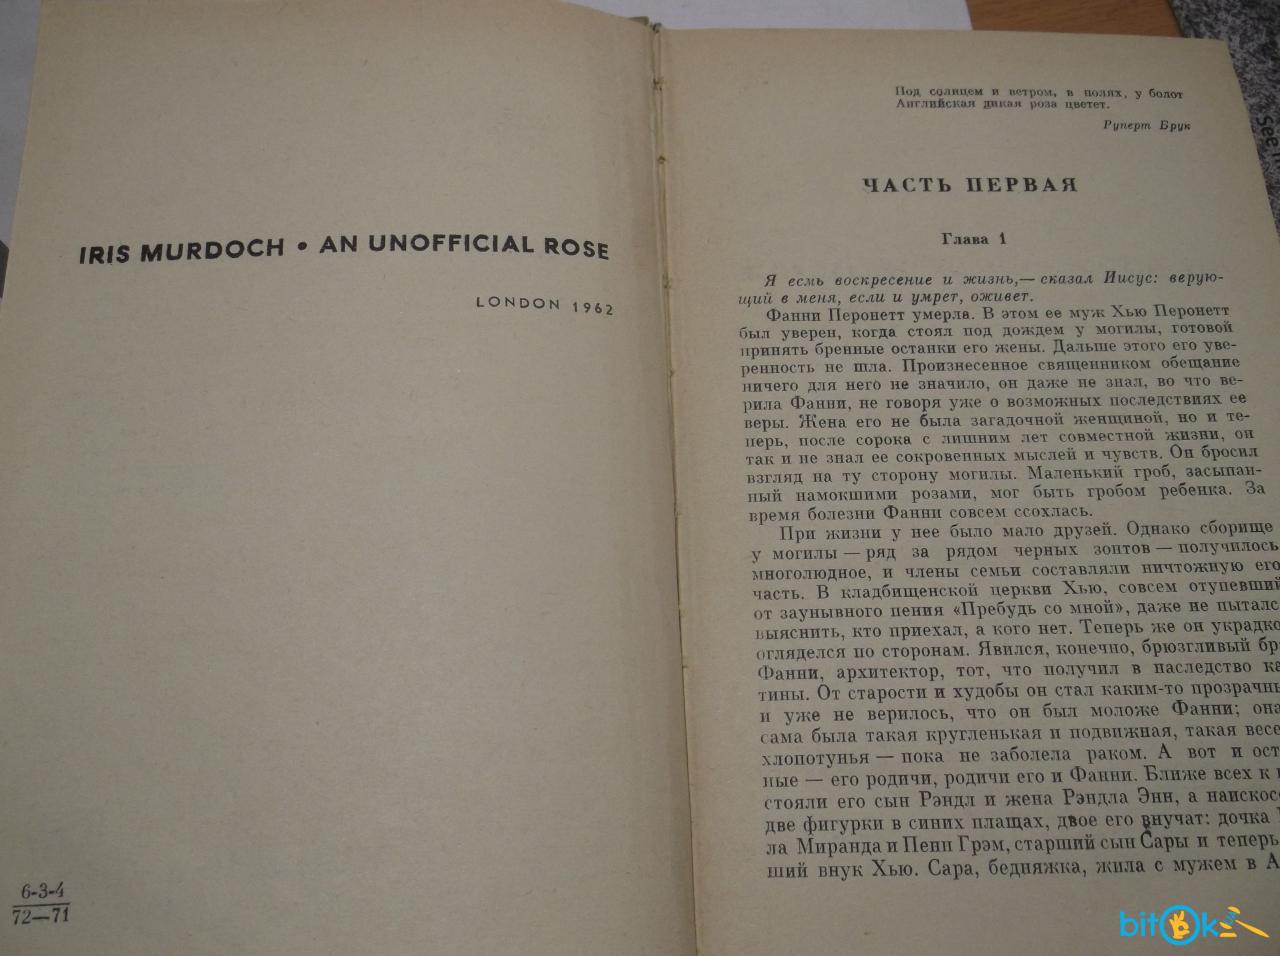 IRIS MURDOCH • AN UNOFFICIAL ROSE
LONDON 1962
6-3-4
72—71
Под солнцем и ветром, в полях, у болот
Английская дикая роза цветет.
Руперт Брук
ЧАСТЬ ПЕРВАЯ
Глава 1
Я есмь воскресение и жизнь,— сказал Иисус: верую-
щий в меня, если и умрет, оживет.
Фанни Перонетт умерла. В этом ее муж Хью Перонетт
был уверен, когда стоял под дождем у могилы, готовой
принять бренные останки его жены. Дальше этого его уве-
ренность не шла. Произнесенное священником обещание
ничего для него не значило, он даже не знал, во что ве-
рила Фанни, не говоря уже о возможных последствиях ее
веры. Жена его не была загадочной женщиной, но и те-
перь, после сорока с лишним лет совместной жизни, он
так и не знал ее сокровенных мыслей и чувств. Он бросил
взгляд на ту сторону могилы. Маленький гроб, засыпан-
ный намокшими розами, мог быть гробом ребенка. За
время болезни Фанни совсем ссохлась.
При жизни у нее было мало друзей. Однако сборище
у могилы — ряд за рядом черных зонтов — получилось
многолюдное, и члены семьи составляли ничтожную его
часть. В кладбищенской церкви Хью, совсем отупевший
от заунывного пения «Пребудь со мной», даже не пытался
выяснить, кто приехал, а кого нет. Теперь же он украдко
огляделся по сторонам. Явился, конечно, брюзгливый бр
Фанни, архитектор, тот, что получил в наследство ка
тины. От старости и худобы он стал каким-то прозрачны
и уже не верилось, что он был моложе Фанни; она
сама была такая кругленькая и подвижная, такая весе
хлопотунья — пока не заболела раком. А вот и ост
ные — его родичи, родичи его и Фанни. Ближе всех к
стояли его сын Рэндл и жена Рэндла Энн, а наискос
две фигурки в синих плащах, двое его внучат: дочка
ла Миранда и Пенн Грэм, старший сын Сары и теперь
ший внук Хью. Сара, бедняжка, жила с мужем в А
See
bitok